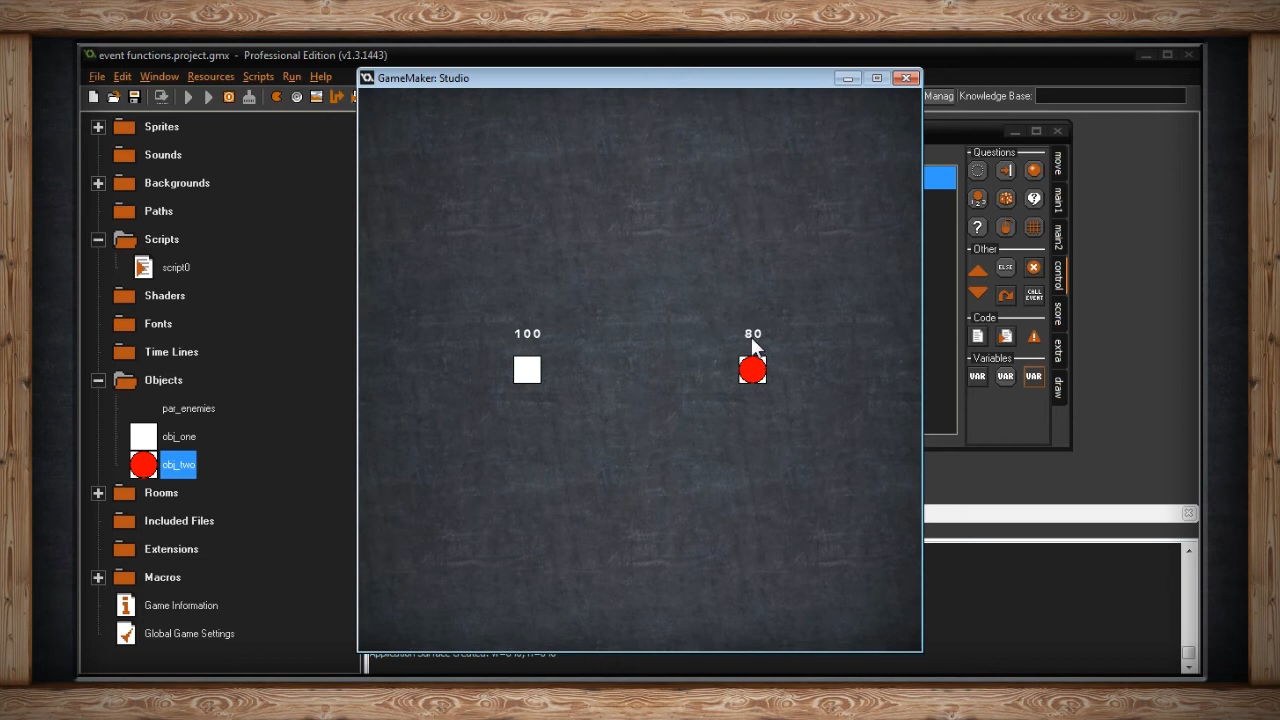 event functions.project.gmx - Professional Edition (v1.3.1443)
File Edit Window Resources Scripts Run Help
GameMaker: Studio
Manag Knowledge Base:
Sprites
Sounds
Backgrounds
Paths
Scripts
script0
Shaders
Fonts
Time Lines
Objects
par_enemies
obj_one
obj_two
Rooms
Included Files
Extensions
Macros
Game Information
Global Game Settings
100
80
Questions
Other
ELSE
CALL EVENT
Code
Variables
VAR VAR VAR
move
main1
main2
control
score
extra
draw